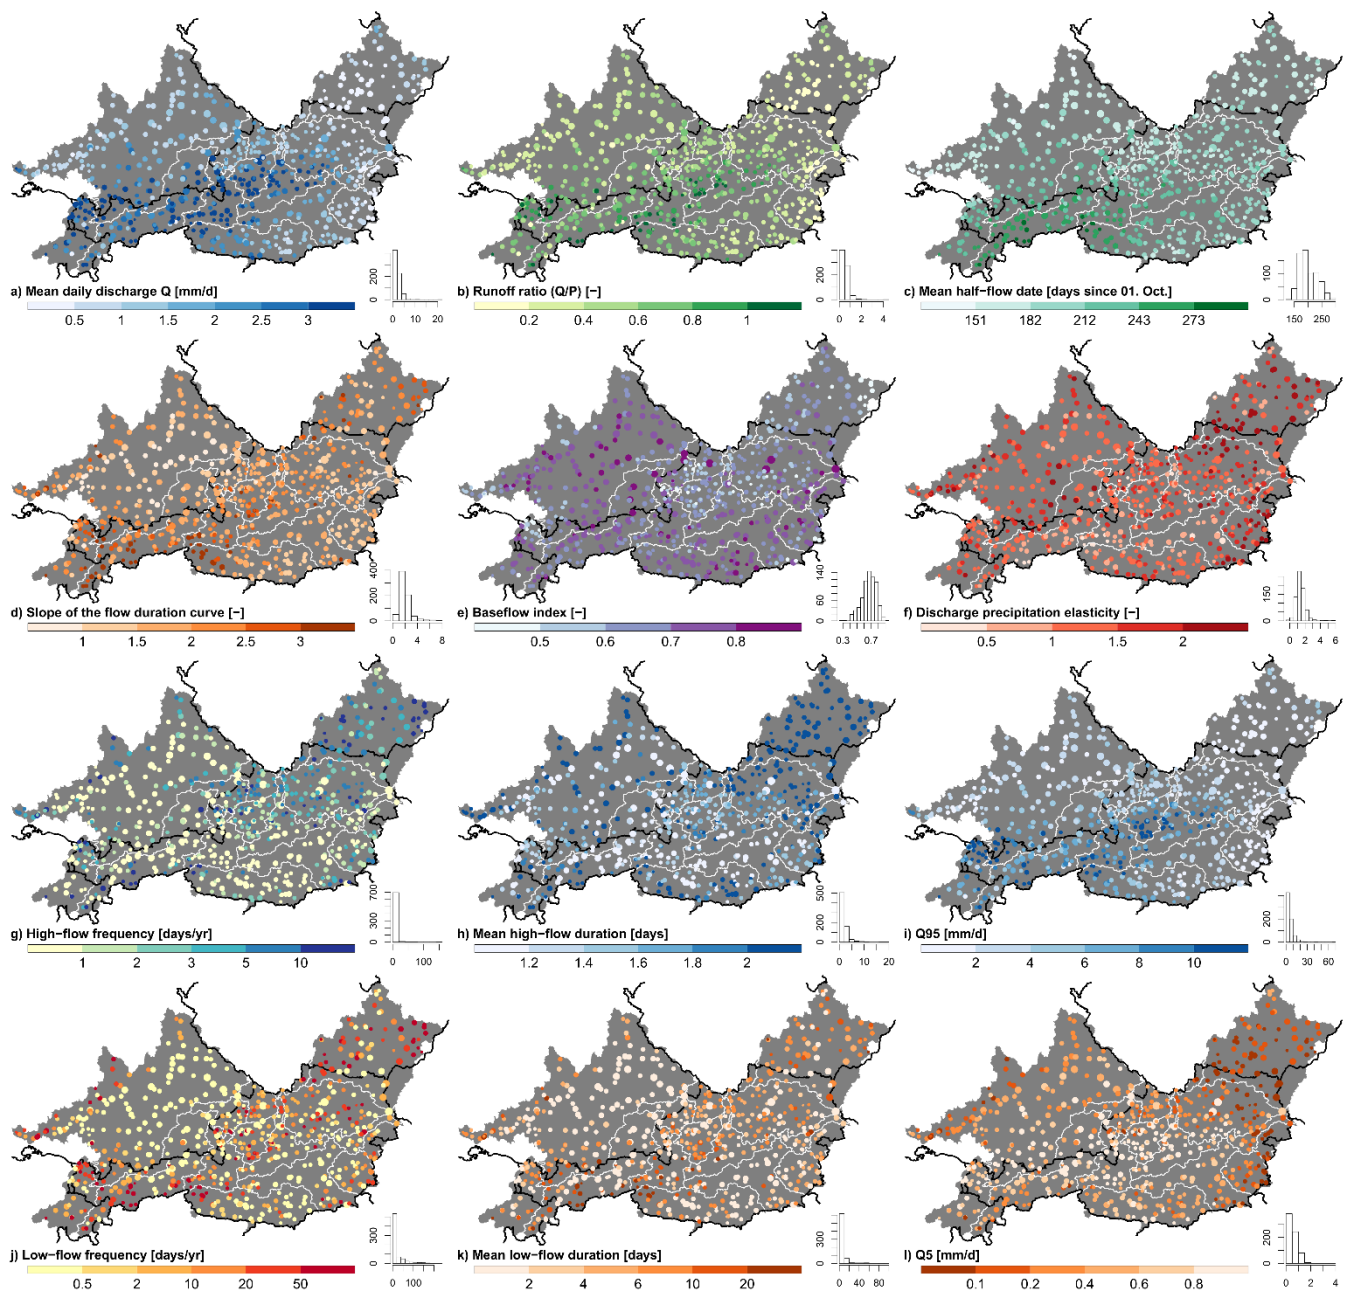 200
0
0 10 20
a) Mean daily discharge Q [mm/d]
0.5 1 1.5 2 2.5 3
200
0
0 2 4
b) Runoff ratio (Q/P) [−]
0.2 0.4 0.6 0.8 1
100
0
150 250
c) Mean half−flow date [days since 01. Oct.]
151 182 212 243 273
400
200
0
0 4 8
d) Slope of the flow duration curve [−]
1 1.5 2 2.5 3
140
60
0
0.3 0.7
e) Baseflow index [−]
0.5 0.6 0.7 0.8
150
0
0 2 4 6
f) Discharge precipitation elasticity [−]
0.5 1 1.5 2
700
300
0
0 100
g) High−flow frequency [days/yr]
1 2 3 5 10
500
200
0
0 10 20
h) Mean high−flow duration [days]
1.2 1.4 1.6 1.8 2
200
0
0 30 60
i) Q95 [mm/d]
2 4 6 8 10
300
0
0 100
j) Low−flow frequency [days/yr]
0.5 2 10 20 50
300
0
0 40 80
k) Mean low−flow duration [days]
2 4 6 10 20
200
0
0 2 4
l) Q5 [mm/d]
0.1 0.2 0.4 0.6 0.8